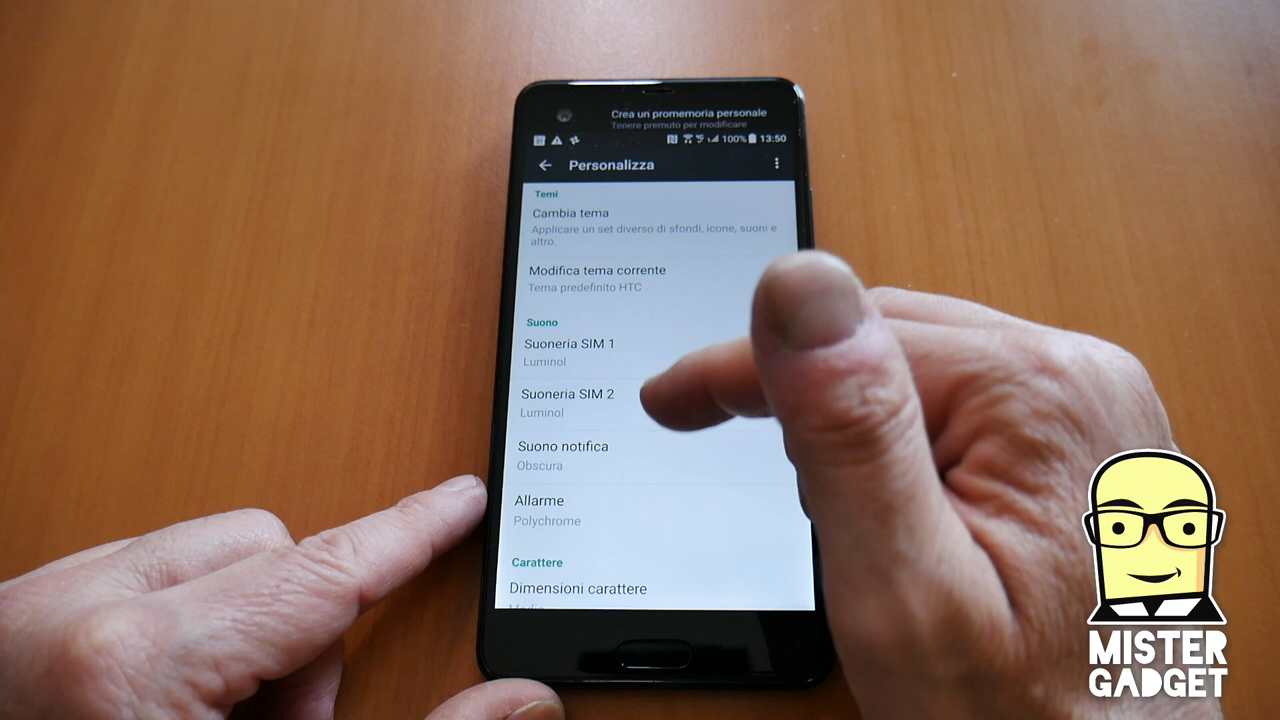 Crea un promemoria personale
Tenere premuto per modificare
31 100% 13:50
Personalizza
Temi
Cambia tema
Applicare un set diverso di sfondi, icone, suoni e
altro.
Modifica tema corrente
Tema predefinito HTC
Suono
Suoneria SIM 1
Luminol
Suoneria SIM 2
Luminol
Suono notifica
Obscura
Allarme
Polychrome
Carattere
Dimensioni carattere
MISTER
GADGET